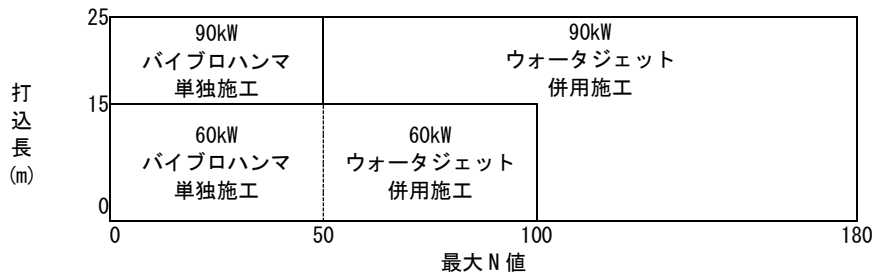 25
90kW
バイブロハンマ
単独施工
90kW
ウォータジェット
併用施工
打
込
長
(m)
15
60kW
バイブロハンマ
単独施工
60kW
ウォータジェット
併用施工
0
0
50
100
180
最大N値